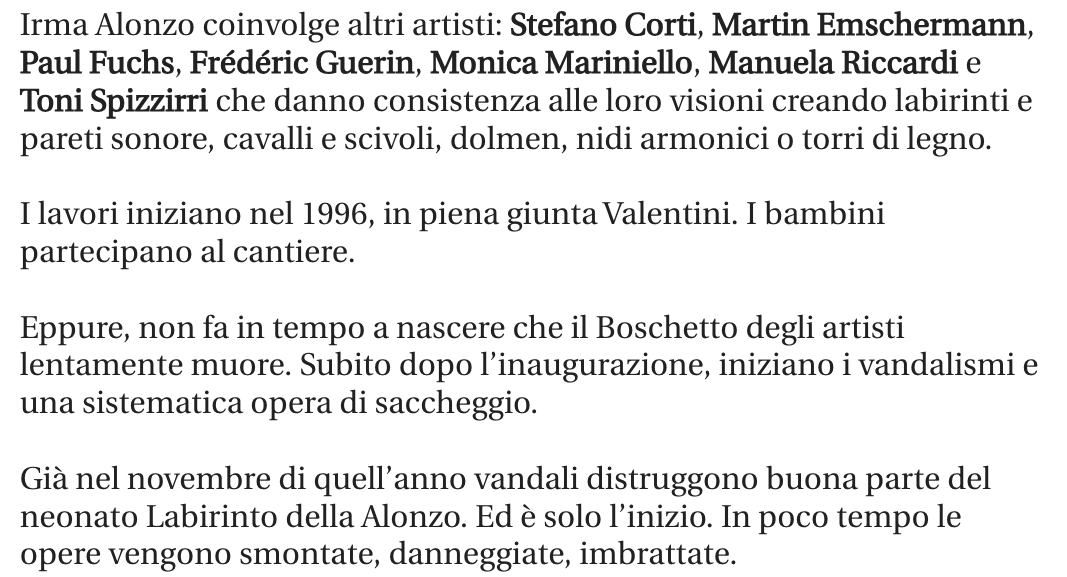 Irma Alonzo coinvolge altri artisti: Stefano Corti, Martin Emschermann,
Paul Fuchs, Frédéric Guerin, Monica Mariniello, Manuela Riccardi e
Toni Spizzirri che danno consistenza alle loro visioni creando labirinti e
pareti sonore, cavalli e scivoli, dolmen, nidi armonici o torri di legno.
I lavori iniziano nel 1996, in piena giunta Valentini. I bambini
partecipano al cantiere.
Eppure, non fa in tempo a nascere che il Boschetto degli artisti
lentamente muore. Subito dopo l’inaugurazione, iniziano i vandalismi e
una sistematica opera di saccheggio.
Già nel novembre di quell’anno vandali distruggono buona parte del
neonato Labirinto della Alonzo. Ed è solo l’inizio. In poco tempo le
opere vengono smontate, danneggiate, imbrattate.